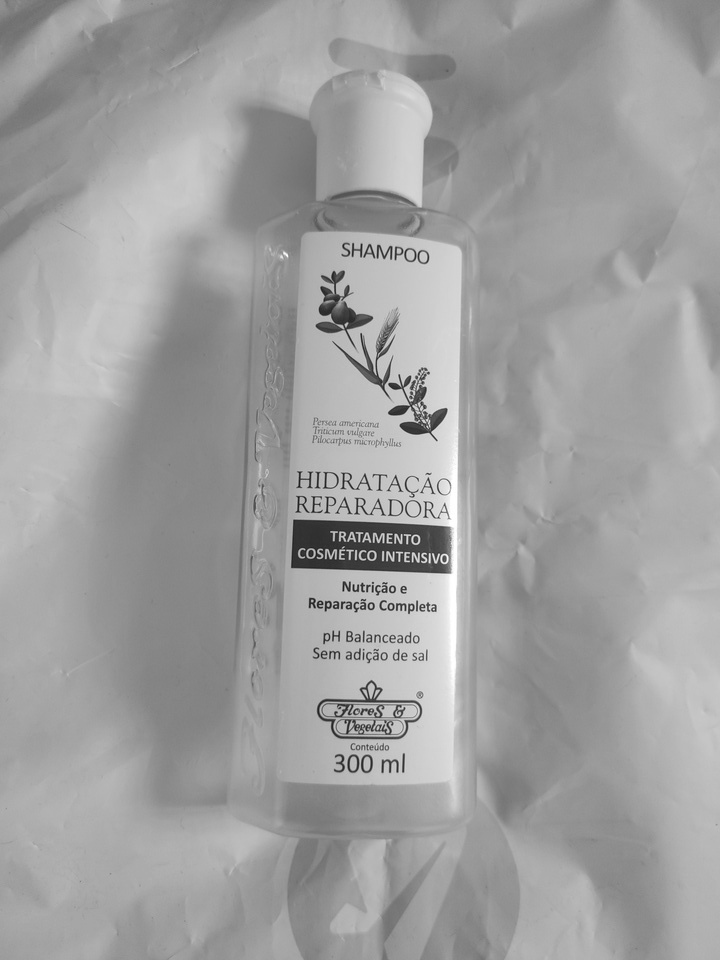 SHAMPOO
Persea americana
Triticum vulgare
Pilocarpus mucrophyllus
HIDRATAÇÃO
REPARADORA
TRATAMENTO
COSMÉTICO INTENSIVO
Nutrição e
Reparação Completa
pH Balanceado
Sem adição de sal
FloreS &
VegetaiS
®
Conteúdo
300 ml